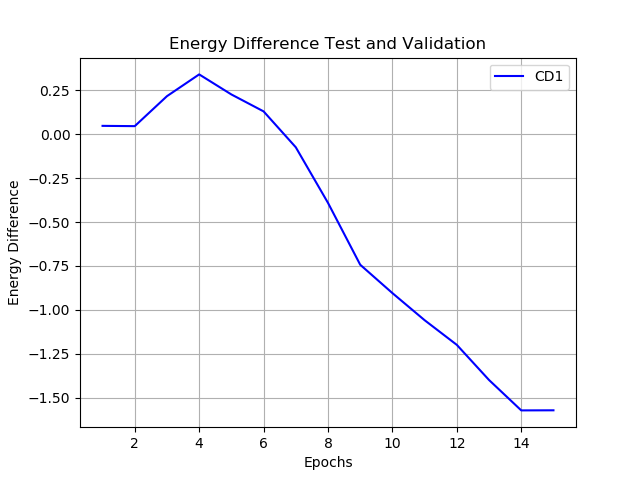 Energy Difference Test and Validation
CD1
0.25
0.00
−0.25
−0.50
−0.75
−1.00
−1.25
−1.50
Energy Difference
2 4 6 8 10 12 14
Epochs